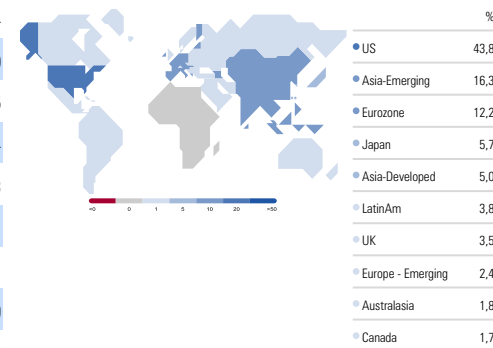 %
US 43,8
Asia-Emerging 16,3
Eurozone 12,2
Japan 5,7
Asia-Developed 5,0
LatinAm 3,8
UK 3,5
Europe - Emerging 2,4
Australasia 1,8
Canada 1,7
<0 0 1 5 10 20 >50